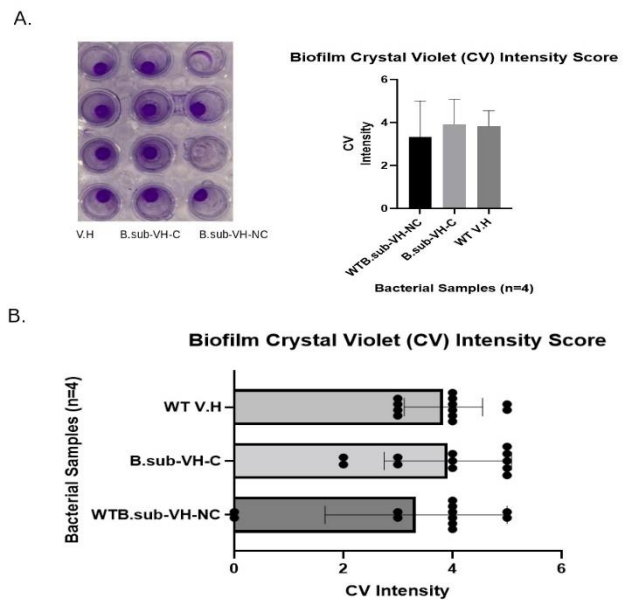 A.
V.H B.sub-VH-C B.sub-VH-NC
Biofilm Crystal Violet (CV) Intensity Score
CV
Intensity
6
4
2
0
WTB.sub-VH-NC
B.sub-VH-C
WT V.H
Bacterial Samples (n=4)
B.
Biofilm Crystal Violet (CV) Intensity Score
Bacterial Samples (n=4)
WT V.H
B.sub-VH-C
WTB.sub-VH-NC
0 2 4 6
CV Intensity